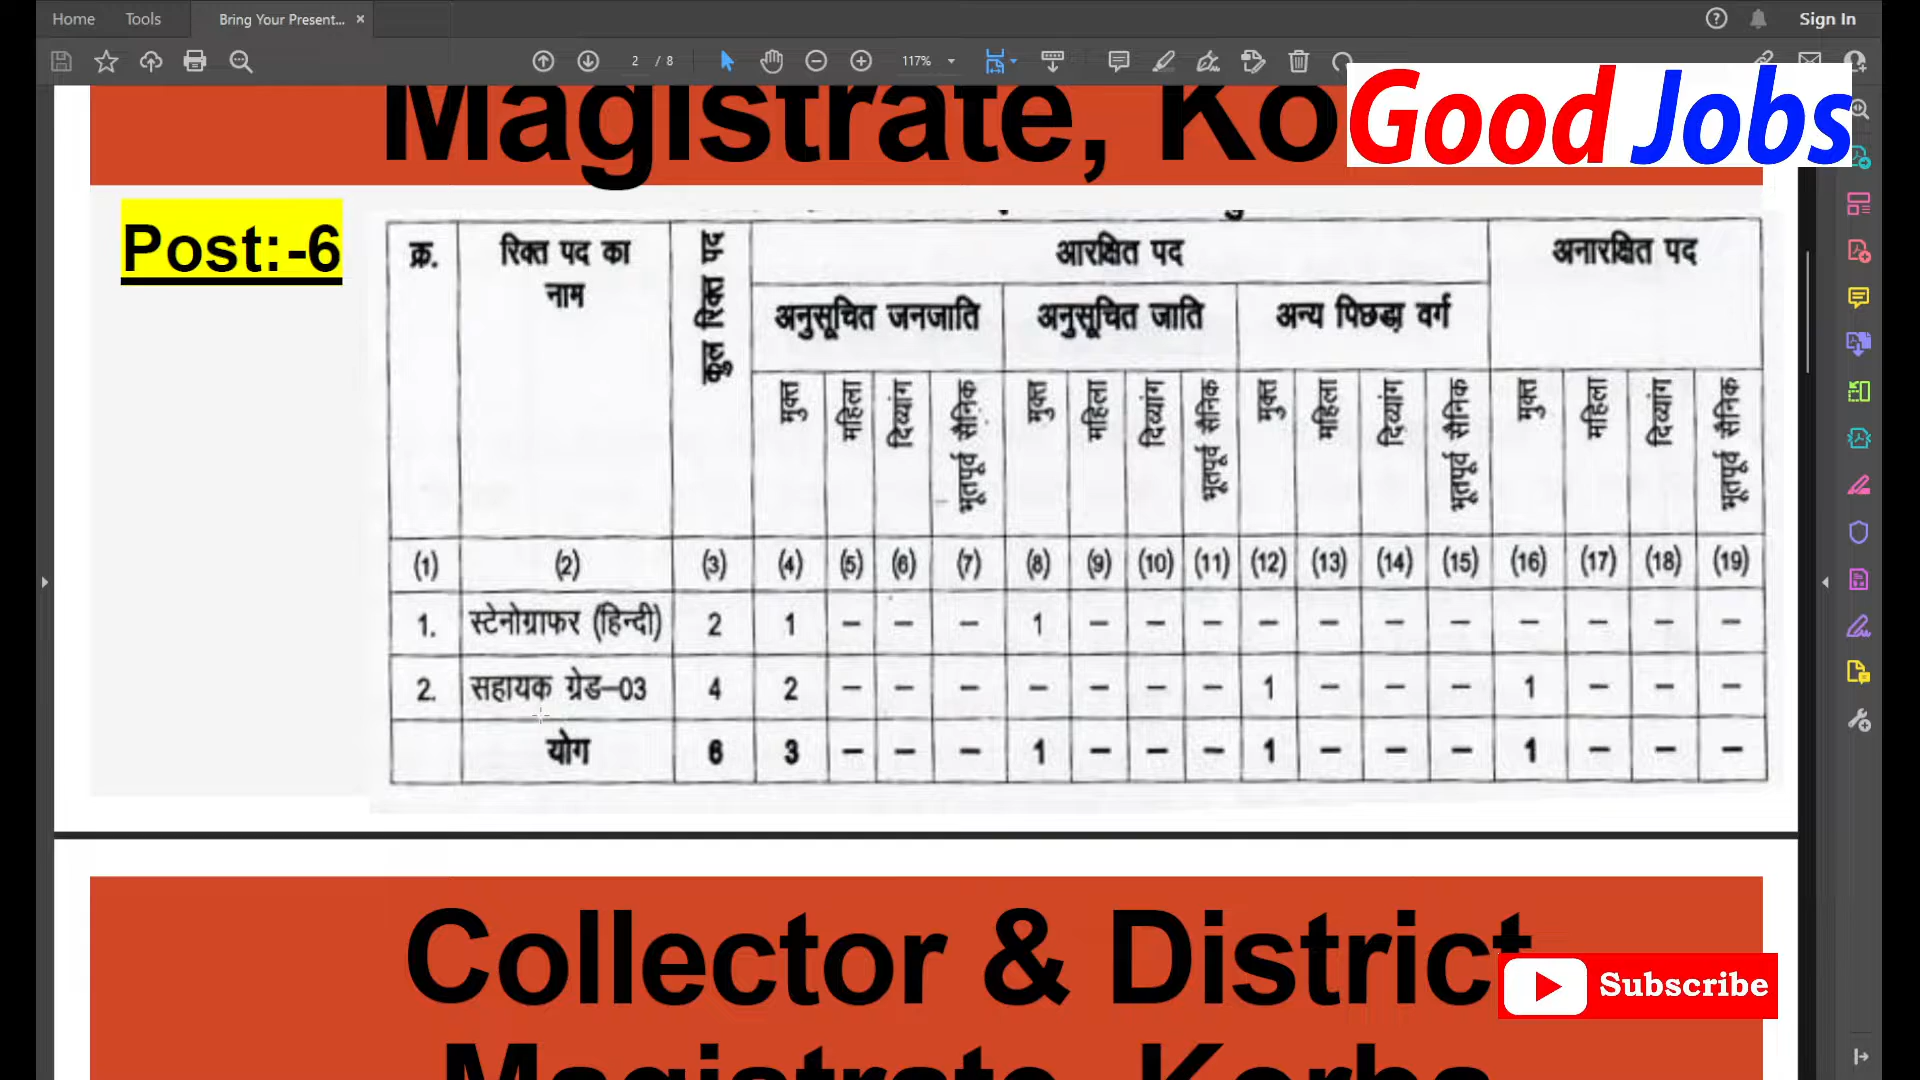 Home Tools Bring Your Present... × Sign In
2 / 8 117%
Magistrate, Ko
Good Jobs
Post:-6
क्र. रिक्त पद का नाम कुल रिक्त पद आरक्षित पद अनारक्षित पद
अनुसूचित जनजाति अनुसूचित जाति अन्य पिछडा़ वर्ग
मुक्त महिला दिव्यांग भूतपूर्व सैनिक मुक्त महिला दिव्यांग भूतपूर्व सैनिक मुक्त महिला दिव्यांग भूतपूर्व सैनिक मुक्त महिला दिव्यांग भूतपूर्व सैनिक
(1) (2) (3) (4) (5) (6) (7) (8) (9) (10) (11) (12) (13) (14) (15) (16) (17) (18) (19)
1. स्टेनोग्राफर (हिन्दी) 2 1 – – – 1 – – – – – – – – – – –
2. सहायक ग्रेड–03 4 2 – – – – – – – 1 – – – 1 – – –
योग 6 3 – – – 1 – – – 1 – – – 1 – – –
Collector & District
Subscribe
Magistrate, Korba